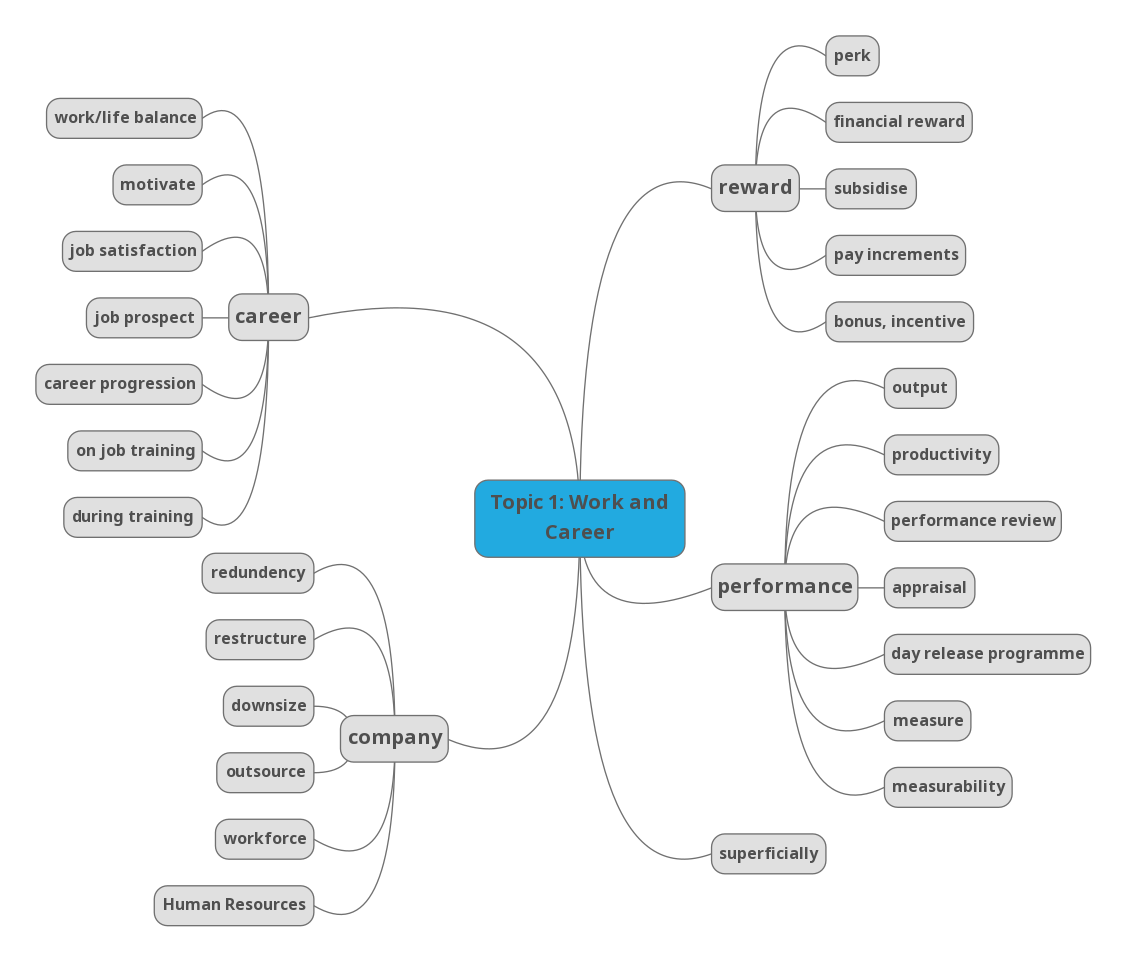 Topic 1: Work and
Career
reward
perk
financial reward
subsidise
pay increments
bonus, incentive
performance
output
productivity
performance review
appraisal
day release programme
measure
measurability
superficially
career
work/life balance
motivate
job satisfaction
job prospect
career progression
on job training
during training
company
redundency
restructure
downsize
outsource
workforce
Human Resources